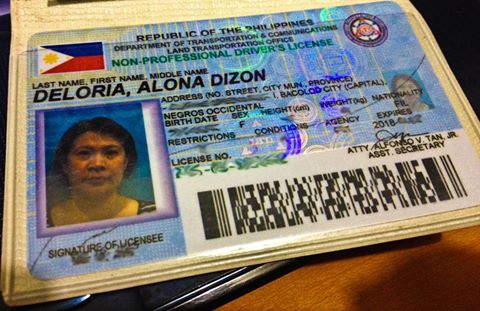 REPUBLIC OF THE PHILIPPINES
DEPARTMENT OF TRANSPORTATION & COMMUNICATIONS
LAND TRANSPORTATION OFFICE
NON-PROFESSIONAL DRIVER'S LICENSE
LAST NAME, FIRST NAME, MIDDLE NAME
DELORIA, ALONA DIZON
ADDRESS (NO. STREET, CITY MUN., PROVINCE)
I, BACOLOD CITY (CAPITAL)
NEGROS OCCIDENTAL
BIRTH DATE SEX HEIGHT(cm) WEIGHT(kg) NATIONALITY
FIL
RESTRICTIONS CONDITIONS AGENCY EXPIRES
LICENSE NO.
ATTY ALFONSO V. TAN, JR.
ASST. SECRETARY
SIGNATURE OF LICENSEE